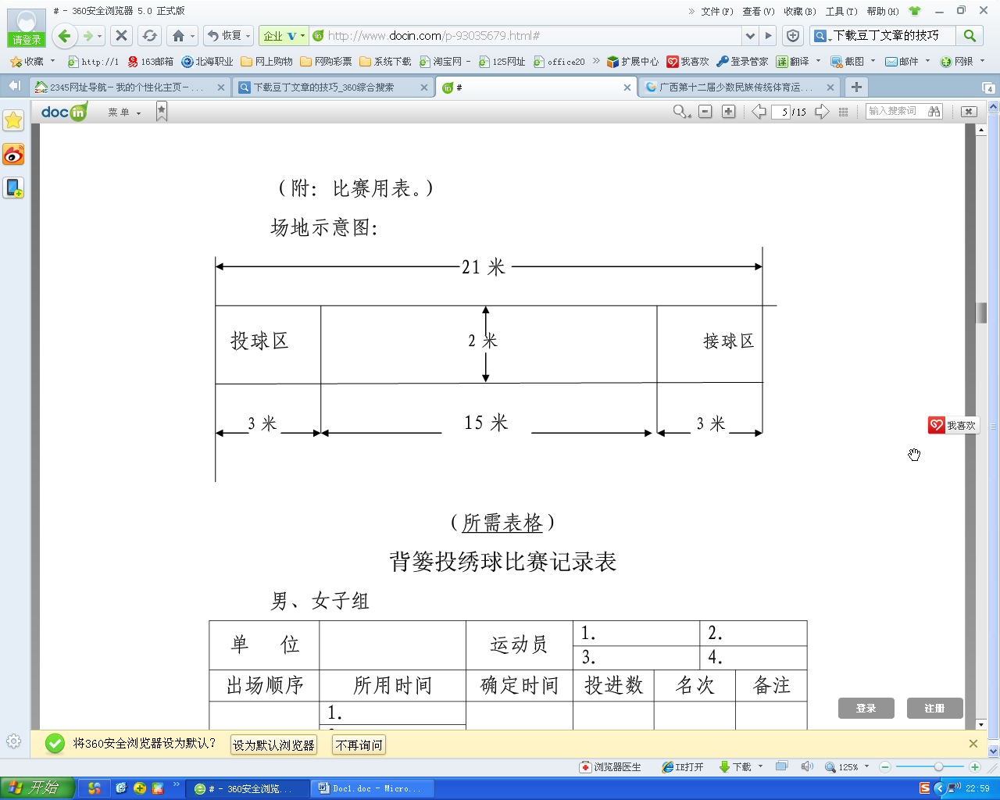 # - 360安全浏览器 5.0 正式版
» 文件(F) 查看(V) 收藏(B) 工具(T) 帮助(H)
请登录
恢复
企业 V
http://www.docin.com/p-93035679.html#
下载豆丁文章的技巧
收藏 http://1 163邮箱 北海职业 网上购物 网购彩票 系统下载 淘宝网 - 125网址 office20 » 扩展中心 我喜欢 登录管家 翻译 截图 邮件 网银
2345网址导航－我的个性化主页－... 下载豆丁文章的技巧_360综合搜索 # 广西第十二届少数民族传统体育运... 4
docin 菜单 5 /15 输入搜索词
（附：比赛用表。）
场地示意图：
21 米
投球区 2 米 接球区
3 米 15 米 3 米
我喜欢
（所需表格）
背篓投绣球比赛记录表
男、女子组
单 位 运动员 1. 2.
3. 4.
出场顺序 所用时间 确定时间 投进数 名次 备注
1.
登录 注册
将360安全浏览器设为默认？ 设为默认浏览器 不再询问
浏览器医生 IE打开 下载 125%
开始 » # - 360安全浏览... Doc1.doc - Micro... 22:59